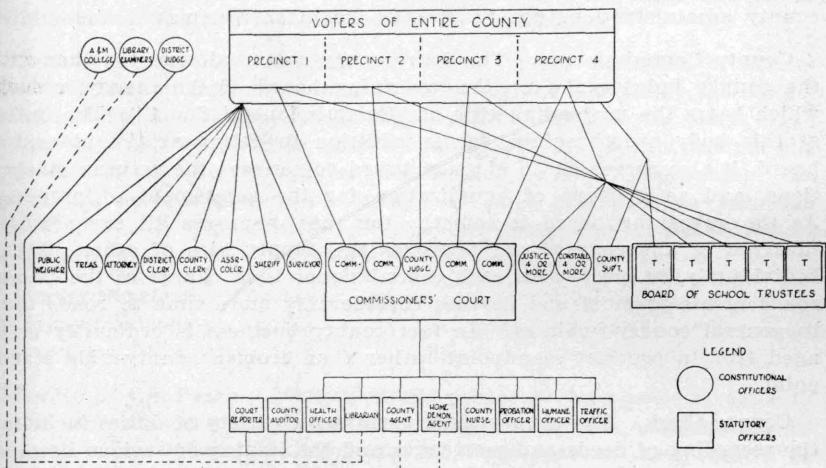 VOTERS OF ENTIRE COUNTY
PRECINCT 1
PRECINCT 2
PRECINCT 3
PRECINCT 4
A & M
COLLEGE
LIBRARY
EXAMINERS
DISTRICT
JUDGE
PUBLIC
WEIGHER
TREAS.
ATTORNEY
DISTRICT
CLERK
COUNTY
CLERK
ASSR-
COLCR.
SHERIFF
SURVEYOR
COMM.
COMM.
COUNTY
JUDGE
COMM.
COMM.
COMMISSIONERS' COURT
JUSTICE
4 OR
MORE
CONSTABLE
4 OR
MORE
COUNTY
SUPT.
T.
T
T
T
T
BOARD OF SCHOOL TRUSTEES
COURT
REPORTER
COUNTY
AUDITOR
HEALTH
OFFICER
LIBRARIAN
COUNTY
AGENT
HOME
DEMON.
AGENT
COUNTY
NURSE
PROBATION
OFFICER
HUMANE
OFFICER
TRAFFIC
OFFICER
LEGEND
CONSTITUTIONAL
OFFICERS
STATUTORY
OFFICERS